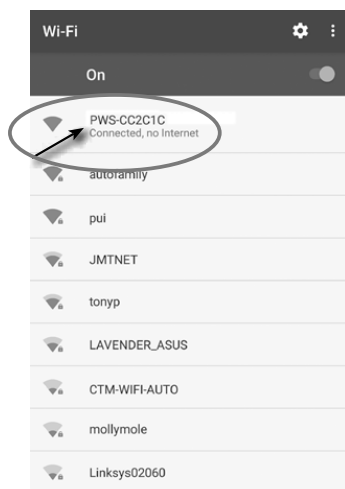 Wi-Fi
On
PWS-CC2C1C
Connected, no Internet
autofamily
pui
JMTNET
tonyp
LAVENDER_ASUS
CTM-WIFI-AUTO
mollymole
Linksys02060